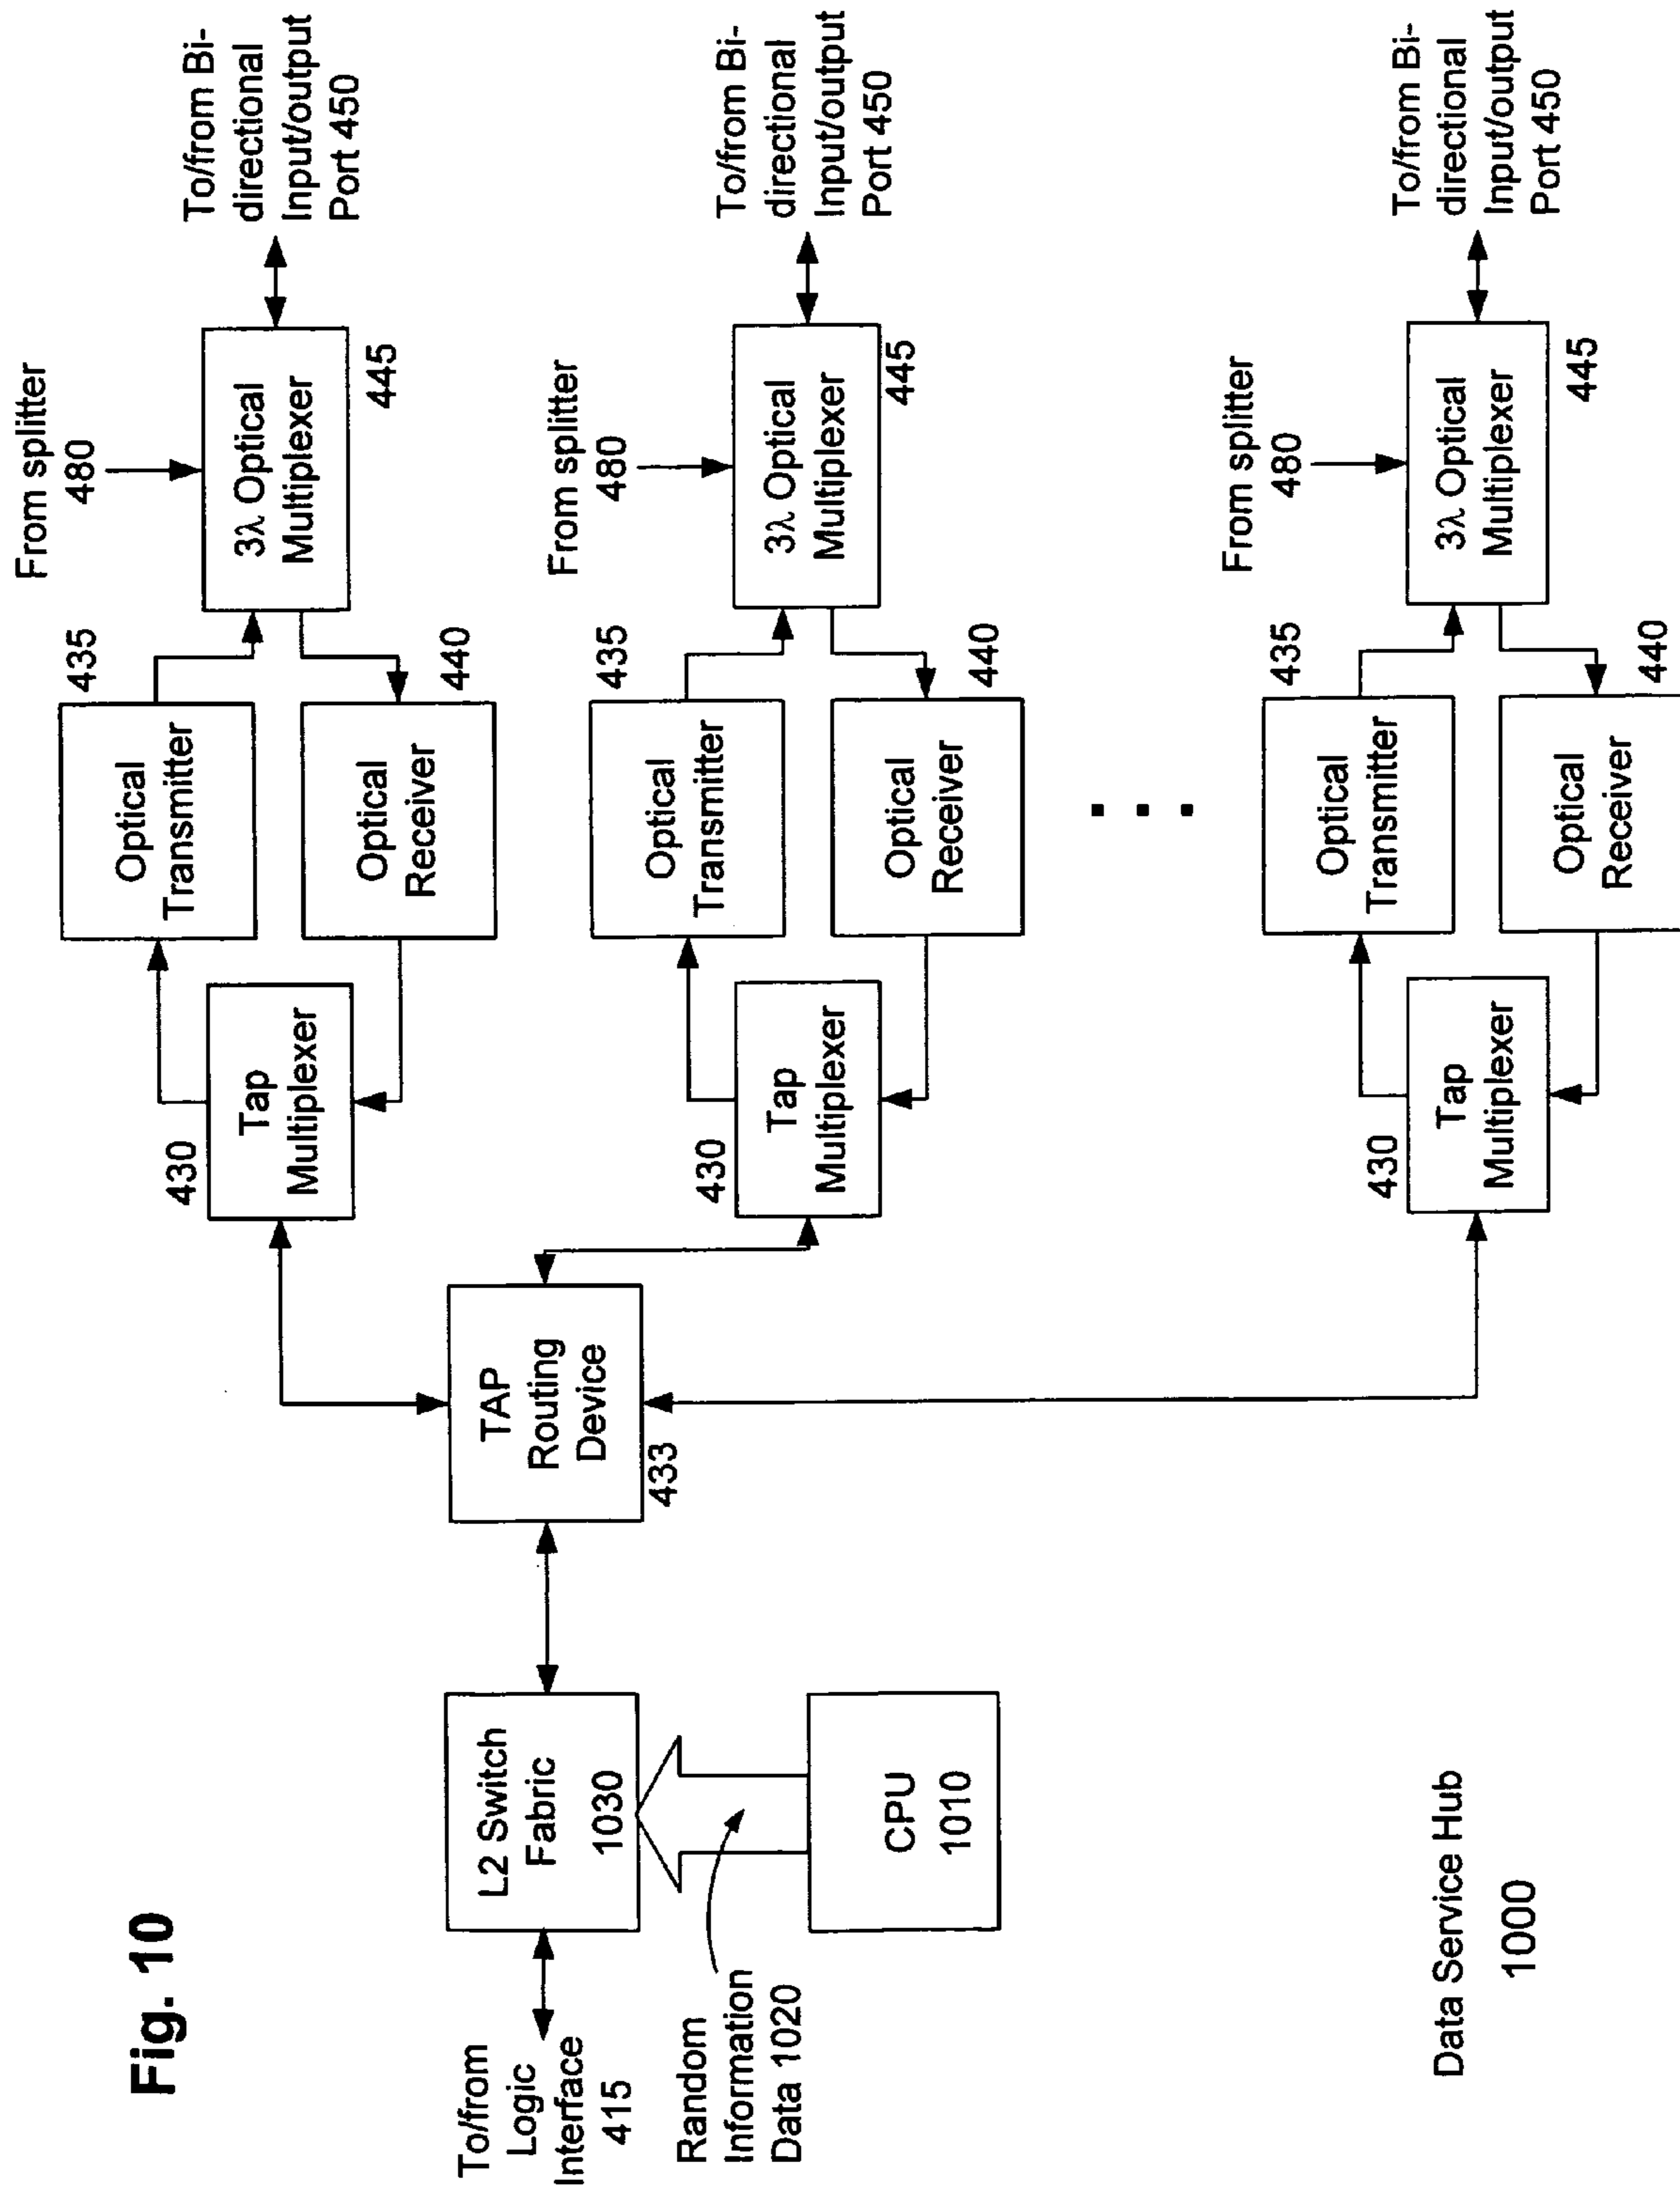 Fig. 10
To/from
Logic
Interface
415
L2 Switch
Fabric
1030
Random
Information
Data 1020
CPU
1010
TAP
Routing
Device
433
430
Tap
Multiplexer
Optical
Transmitter
435
Optical
Receiver
440
From splitter
480
3λ Optical
Multiplexer
445
To/from Bi-
directional
Input/output
Port 450
430
Tap
Multiplexer
Optical
Transmitter
435
Optical
Receiver
440
From splitter
480
3λ Optical
Multiplexer
445
To/from Bi-
directional
Input/output
Port 450
430
Tap
Multiplexer
Optical
Transmitter
435
Optical
Receiver
440
From splitter
480
3λ Optical
Multiplexer
445
To/from Bi-
directional
Input/output
Port 450
Data Service Hub
1000